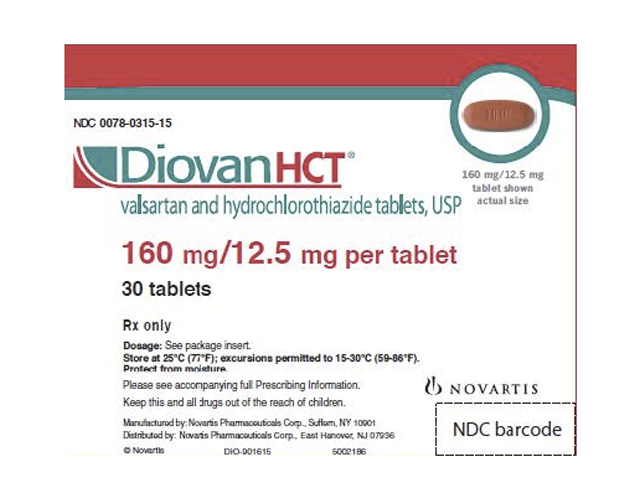 NDC 0078-0315-15
Diovan HCT®
valsartan and hydrochlorothiazide tablets, USP
160 mg/12.5 mg
tablet shown
actual size
160 mg/12.5 mg per tablet
30 tablets
Rx only
Dosage: See package insert.
Store at 25°C (77°F); excursions permitted to 15-30°C (59-86°F).
Protect from moisture.
Please see accompanying full Prescribing Information.
Keep this and all drugs out of the reach of children.
Manufactured by: Novartis Pharmaceuticals Corp., Suffern, NY 10901
Distributed by: Novartis Pharmaceuticals Corp., East Hanover, NJ 07936
© Novartis DIO-901615 5002186
NOVARTIS
NDC barcode